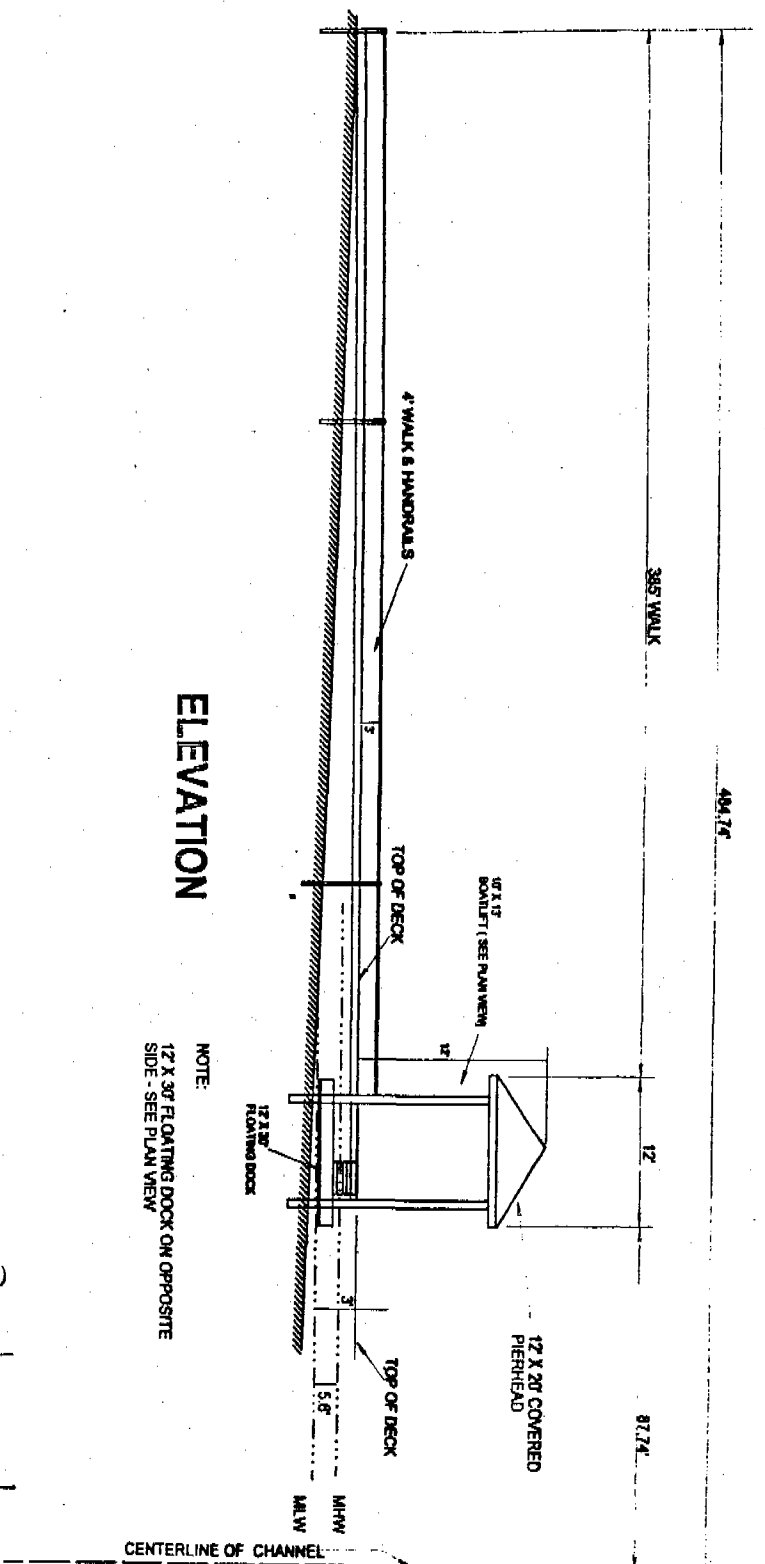 484.74'
385' WALK
12'
87.74'
12' X 20' COVERED
PIERHEAD
BOATLIFT ( SEE PLAN VIEW)
12'
4' WALK & HANDRAILS
3'
TOP OF DECK
TOP OF DECK
3'
5.6'
MHW
MLW
12' X 30'
FLOATING DOCK
ELEVATION
NOTE:
12' X 30' FLOATING DOCK ON OPPOSITE
SIDE - SEE PLAN VIEW
CENTERLINE OF CHANNEL